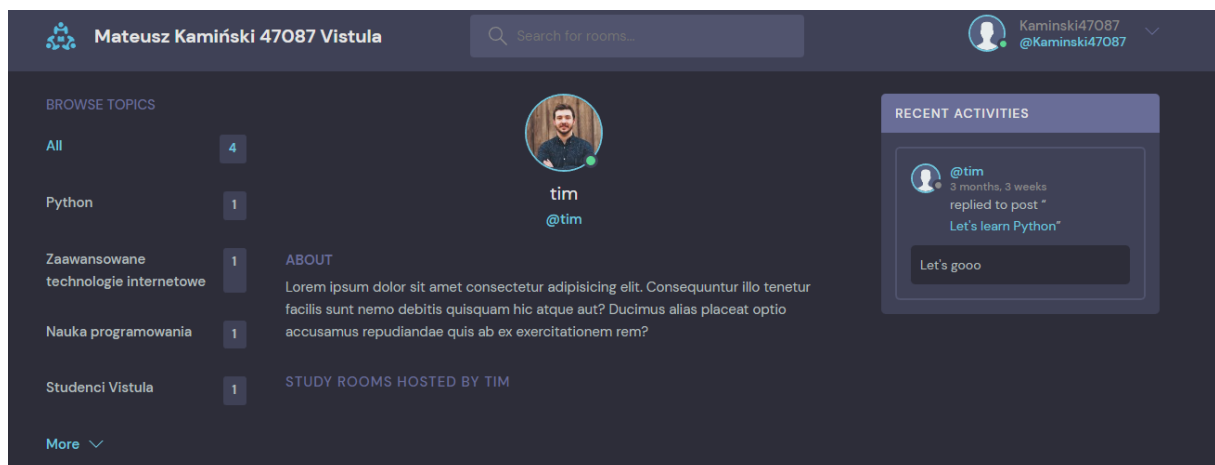 Mateusz Kamiński 47087 Vistula
Search for rooms...
Kaminski47087
@Kaminski47087
BROWSE TOPICS
All
4
Python
1
Zaawansowane
technologie internetowe
1
Nauka programowania
1
Studenci Vistula
1
More
tim
@tim
ABOUT
Lorem ipsum dolor sit amet consectetur adipisicing elit. Consequuntur illo tenetur
facilis sunt nemo debitis quisquam hic atque aut? Ducimus alias placeat optio
accusamus repudiandae quis ab ex exercitationem rem?
STUDY ROOMS HOSTED BY TIM
RECENT ACTIVITIES
@tim
3 months, 3 weeks
replied to post “
Let's learn Python”
Let's gooo